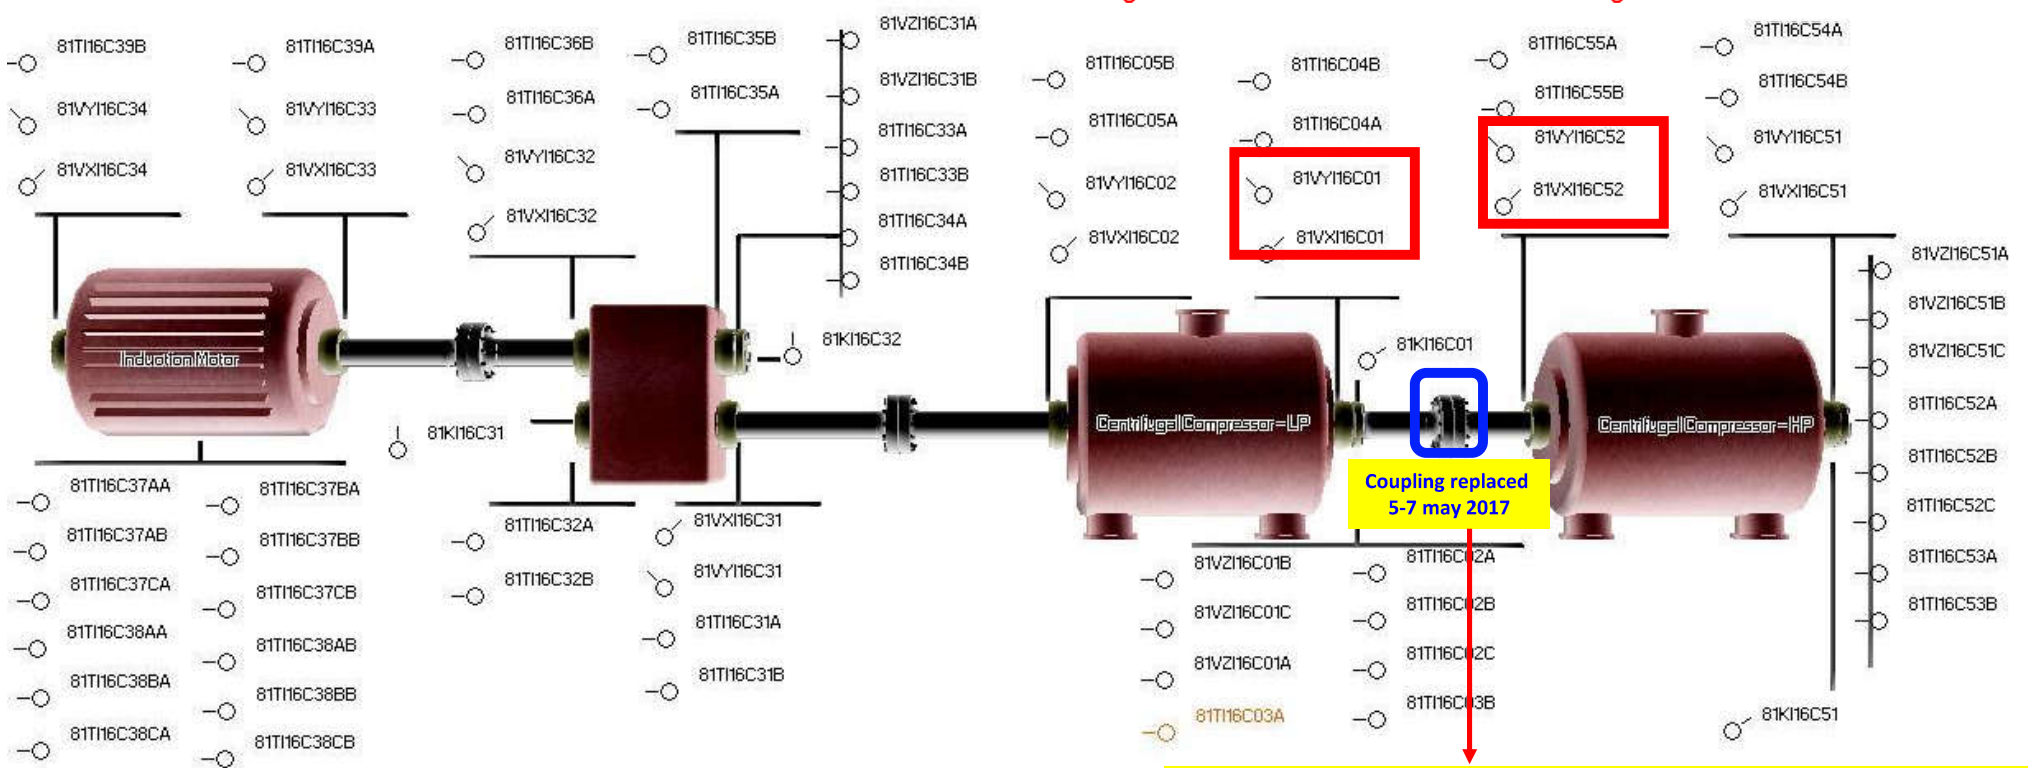 81TI16C39B
81VYI16C34
81VXI16C34
81TI16C39A
81VYI16C33
81VXI16C33
81TI16C36B
81TI16C36A
81VYI16C32
81VXI16C32
81TI16C35B
81TI16C35A
81VZI16C31A
81VZI16C31B
81TI16C33A
81TI16C33B
81TI16C34A
81TI16C34B
81TI16C05B
81TI16C05A
81VYI16C02
81VXI16C02
81TI16C04B
81TI16C04A
81VYI16C01
81VXI16C01
81TI16C55A
81TI16C55B
81VYI16C52
81VXI16C52
81TI16C54A
81TI16C54B
81VYI16C51
81VXI16C51
81VZI16C51A
81VZI16C51B
81VZI16C51C
81TI16C52A
81TI16C52B
81TI16C52C
81TI16C53A
81TI16C53B
Induction Motor
81KI16C32
81KI16C31
Centrifugal Compressor-LP
81KI16C01
Centrifugal Compressor-HP
Coupling replaced
5-7 may 2017
81TI16C37AA
81TI16C37AB
81TI16C37CA
81TI16C38AA
81TI16C38BA
81TI16C38CA
81TI16C37BA
81TI16C37BB
81TI16C37CB
81TI16C38AB
81TI16C38BB
81TI16C38CB
81TI16C32A
81TI16C32B
81VXI16C31
81VYI16C31
81TI16C31A
81TI16C31B
81VZI16C01B
81VZI16C01C
81VZI16C01A
81TI16C03A
81TI16C02A
81TI16C02B
81TI16C02C
81TI16C03B
81KI16C51